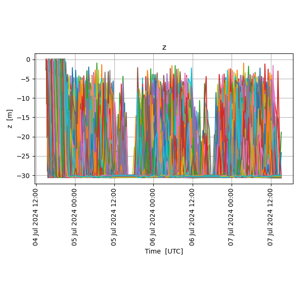 z
0
−5
−10
−15
−20
−25
−30
z [m]
04 Jul 2024 12:00
05 Jul 2024 00:00
05 Jul 2024 12:00
06 Jul 2024 00:00
06 Jul 2024 12:00
07 Jul 2024 00:00
07 Jul 2024 12:00
Time [UTC]